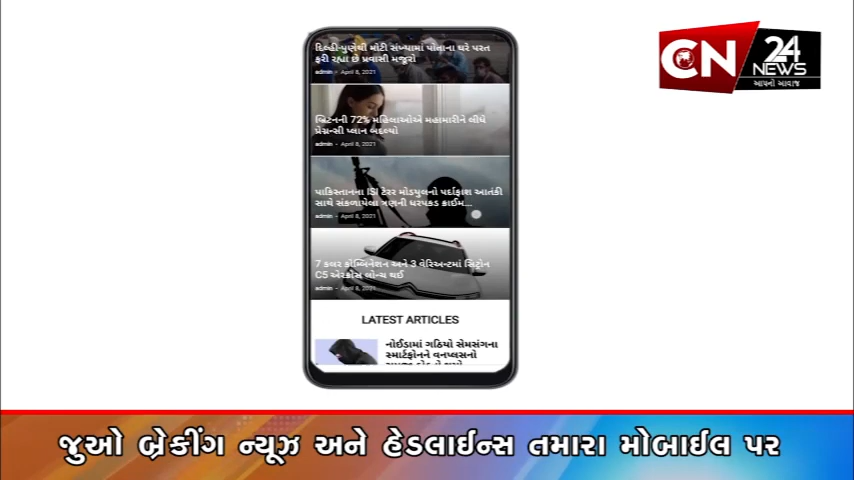 દિલ્હી-પુણેથી મોટી સંખ્યામાં પોતાના ઘરે પરત
ફરી રહ્યા છે પ્રવાસી મજૂરો
admin - April 8, 2021
બ્રિટનની 72% મહિલાઓએ મહામારીને લીધે
પ્રેગ્નન્સી પ્લાન બદલ્યો
admin - April 8, 2021
પાકિસ્તાનના ISI ટેરર મોડયુલનો પર્દાફાશ આતંકી
સાથે સંકળાયેલા ત્રણની ધરપકડ ક્રાઈમ...
admin - April 8, 2021
7 કલર કોમ્બિનેશન અને 3 વેરિઅન્ટમાં સિટ્રોન
C5 એરક્રોસ લોન્ચ થઈ
admin - April 8, 2021
LATEST ARTICLES
નોઈડામાં ગઠિયો સેમસંગના
સ્માર્ટફોનને વનપ્લસનો
CN 24
NEWS
આપનો અવાજ
જુઓ બ્રેકીંગ ન્યૂઝ અને હેડલાઈન્સ તમારા મોબાઈલ પર